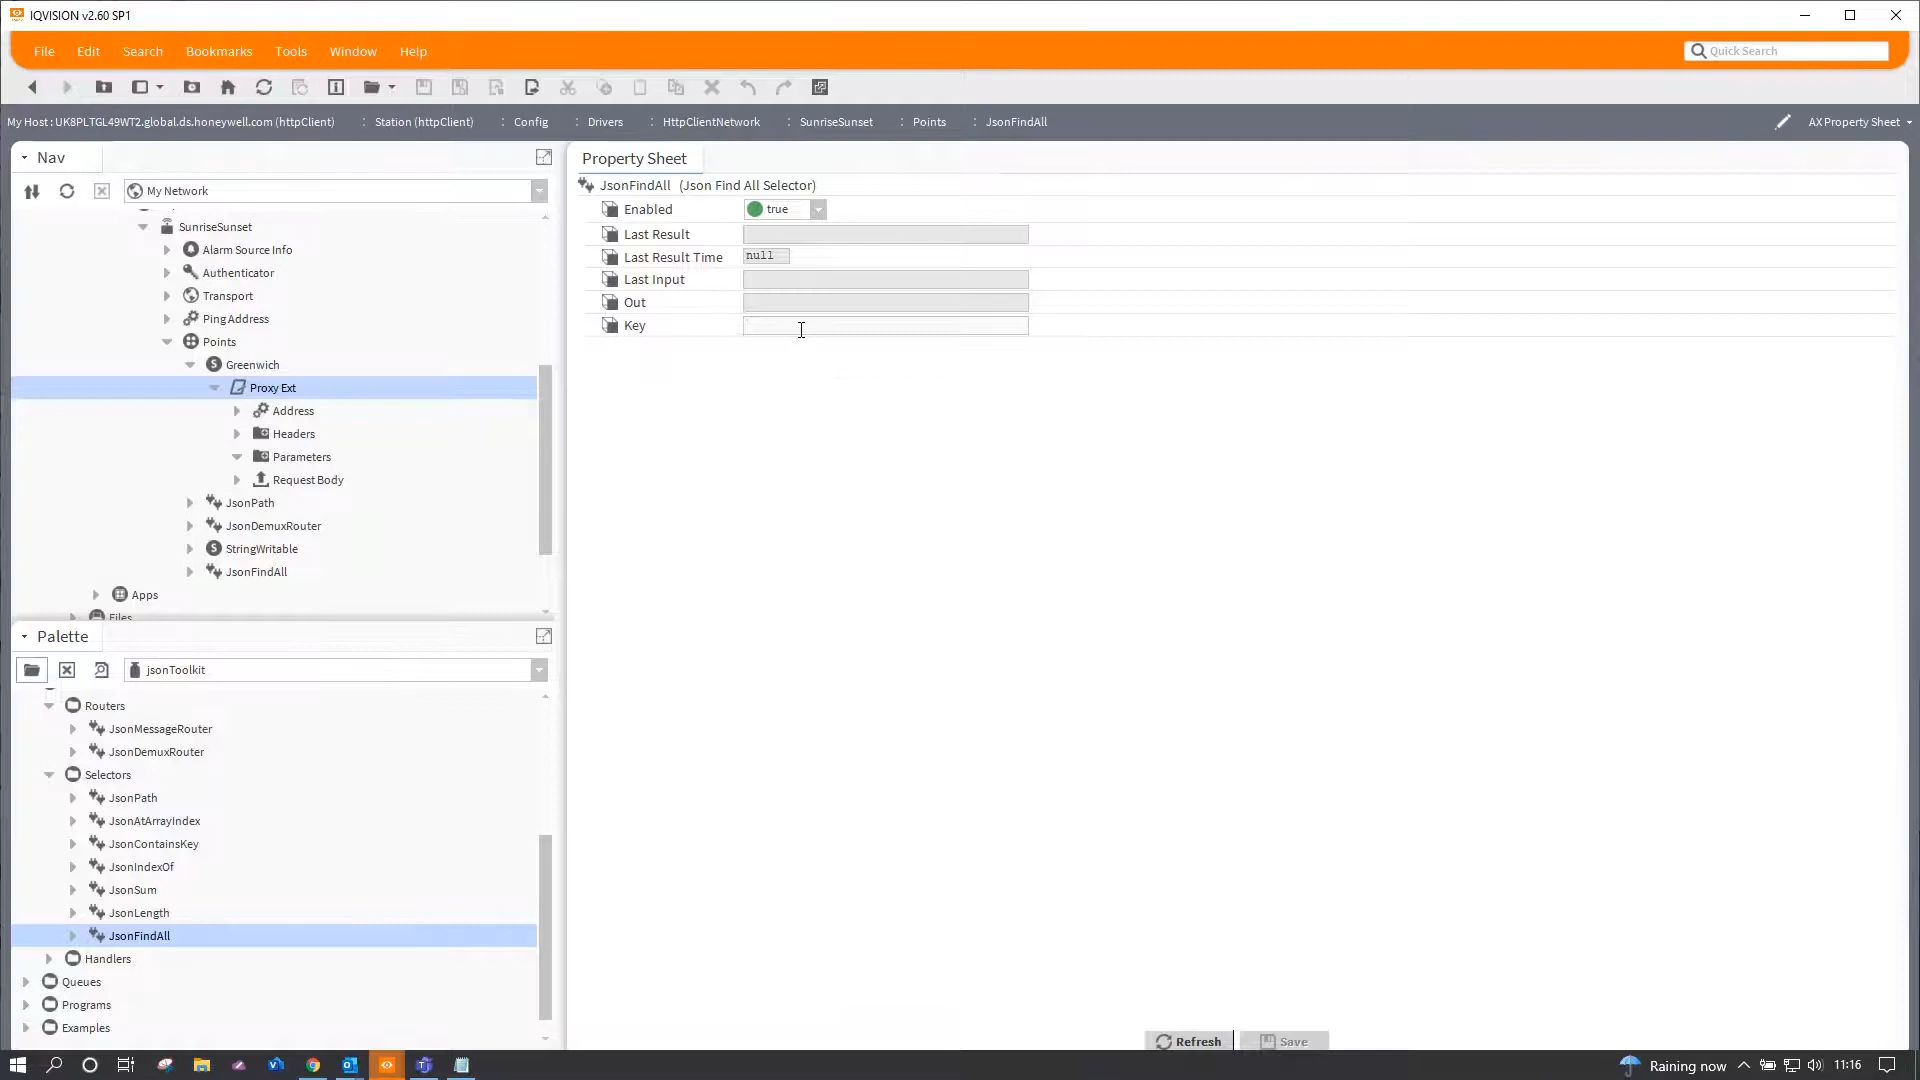 IQVISION v2.60 SP1
File Edit Search Bookmarks Tools Window Help
Quick Search
My Host : UK8PLTGL49WT2.global.ds.honeywell.com (httpClient) : Station (httpClient) : Config : Drivers : HttpClientNetwork : SunriseSunset : Points : JsonFindAll AX Property Sheet
Nav
My Network
SunriseSunset
Alarm Source Info
Authenticator
Transport
Ping Address
Points
S Greenwich
Proxy Ext
Address
Headers
Parameters
Request Body
JsonPath
JsonDemuxRouter
S StringWritable
JsonFindAll
Apps
Files
Palette
jsonToolkit
Routers
JsonMessageRouter
JsonDemuxRouter
Selectors
JsonPath
JsonAtArrayIndex
JsonContainsKey
JsonIndexOf
JsonSum
JsonLength
JsonFindAll
Handlers
Queues
Programs
Examples
Property Sheet
JsonFindAll (Json Find All Selector)
Enabled true
Last Result
Last Result Time null
Last Input
Out
Key
Refresh Save
Raining now 11:16